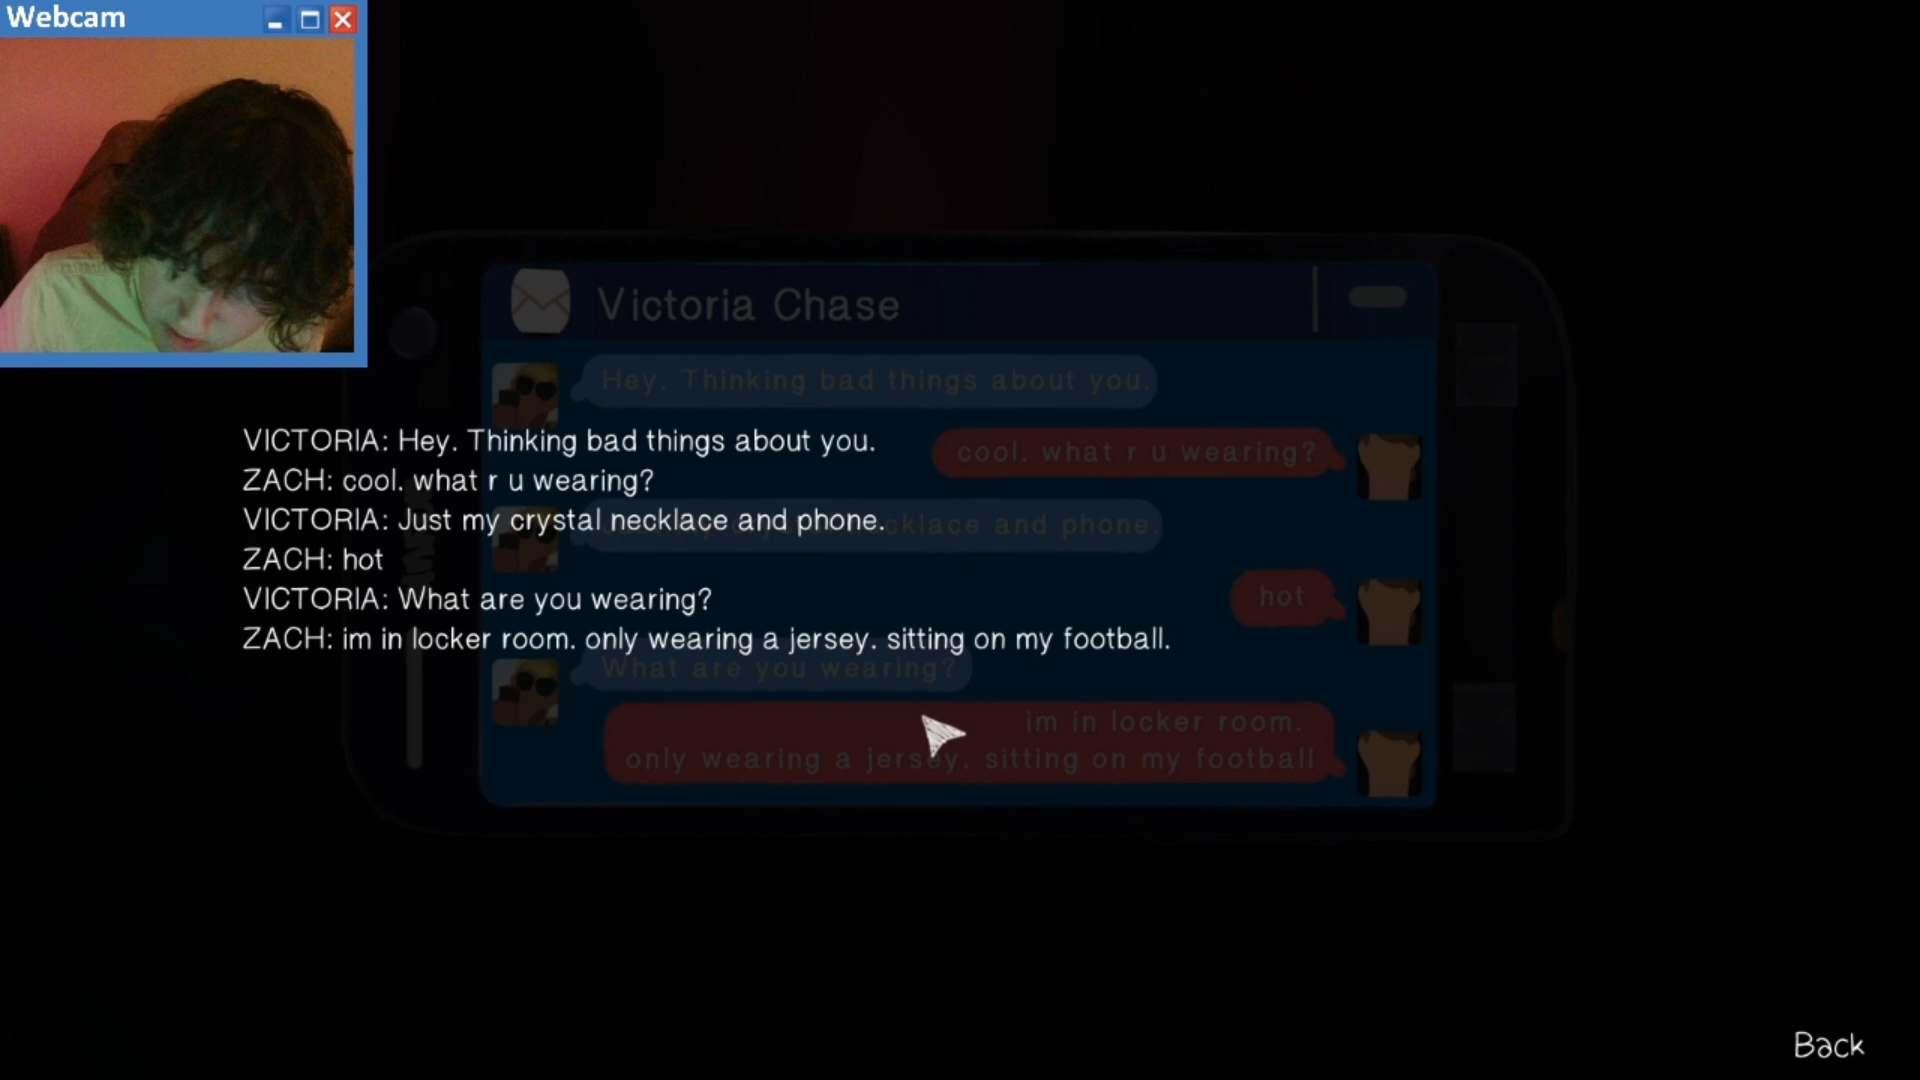 Webcam
Victoria Chase
Hey. Thinking bad things about you.
cool. what r u wearing?
cklace and phone.
hot
What are you wearing?
im in locker room.
only wearing a jersey. sitting on my football
VICTORIA: Hey. Thinking bad things about you.
ZACH: cool. what r u wearing?
VICTORIA: Just my crystal necklace and phone.
ZACH: hot
VICTORIA: What are you wearing?
ZACH: im in locker room. only wearing a jersey. sitting on my football.
Back